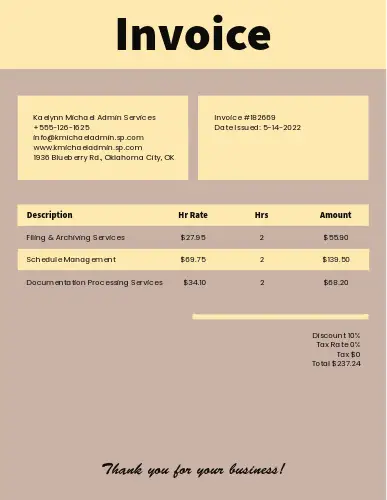 Invoice
Kaelynn Michael Admin Services
+555-126-1625
info@kmichaeladmin.sp.com
www.kmichaeladmin.sp.com
1936 Blueberry Rd., Oklahoma City, OK
Invoice #182669
Date Issued: 5-14-2022
Description Hr Rate Hrs Amount
Filing & Archiving Services $27.95 2 $55.90
Schedule Management $69.75 2 $139.50
Documentation Processing Services $34.10 2 $68.20
Discount 10%
Tax Rate 0%
Tax $0
Total $237.24
Thank you for your business!